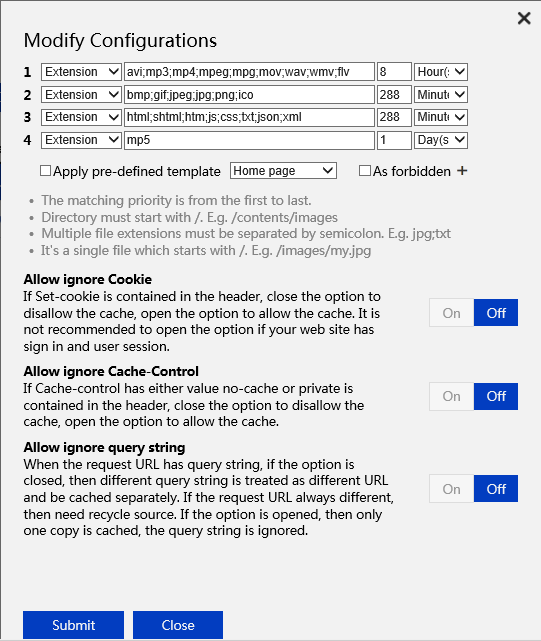 Modify Configurations
1 Extension avi;mp3;mp4;mpeg;mpg;mov;wav;wmv;flv 8 Hour(s
2 Extension bmp;gif;jpeg;jpg;png;ico 288 Minute
3 Extension html;shtml;htm;js;css;txt;json;xml 288 Minute
4 Extension mp5 1 Day(s
Apply pre-defined template Home page As forbidden +
• The matching priority is from the first to last.
• Directory must start with /. E.g. /contents/images
• Multiple file extensions must be separated by semicolon. E.g. jpg;txt
• It's a single file which starts with /. E.g. /images/my.jpg
Allow ignore Cookie
If Set-cookie is contained in the header, close the option to
disallow the cache, open the option to allow the cache. It is
not recommended to open the option if your web site has
sign in and user session.
On Off
Allow ignore Cache-Control
If Cache-control has either value no-cache or private is
contained in the header, close the option to disallow the
cache, open the option to allow the cache.
On Off
Allow ignore query string
When the request URL has query string, if the option is
closed, then different query string is treated as different URL
and be cached separately. If the request URL always different,
then need recycle source. If the option is opened, then only
one copy is cached, the query string is ignored.
On Off
Submit Close